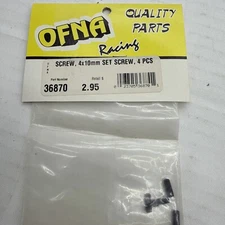 OFNA
QUALITY
PARTS
Racing
SCREW, 4x10mm SET SCREW, 4 PCS
Part Number
36870 2.95